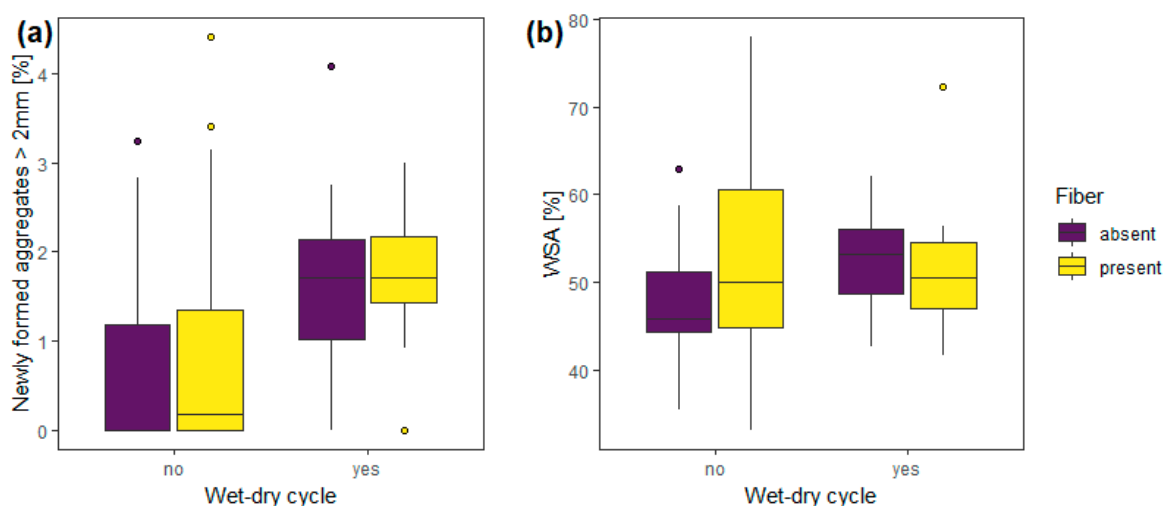 (a)
Newly formed aggregates > 2mm [%]
4
3
2
1
0
no
yes
Wet-dry cycle
(b)
WSA [%]
80
70
60
50
40
no
yes
Wet-dry cycle
Fiber
absent
present